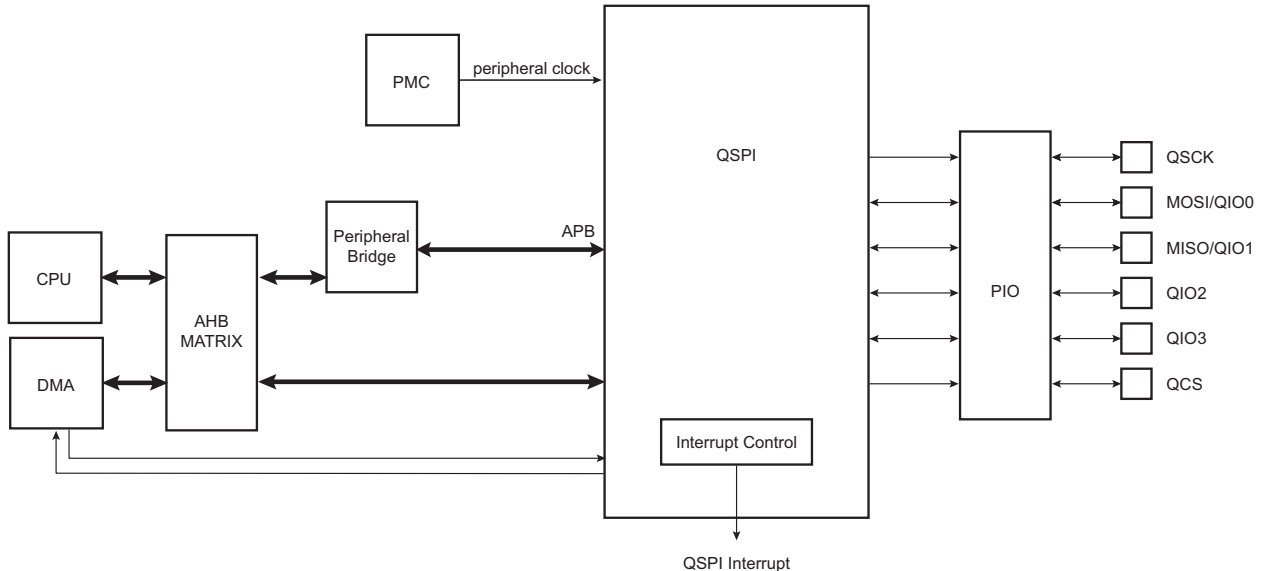 peripheral clock
PMC
QSPI
QSCK
MOSI/QIO0
Peripheral
Bridge
APB
MISO/QIO1
CPU
PIO
QIO2
AHB
MATRIX
QIO3
DMA
QCS
Interrupt Control
QSPI Interrupt